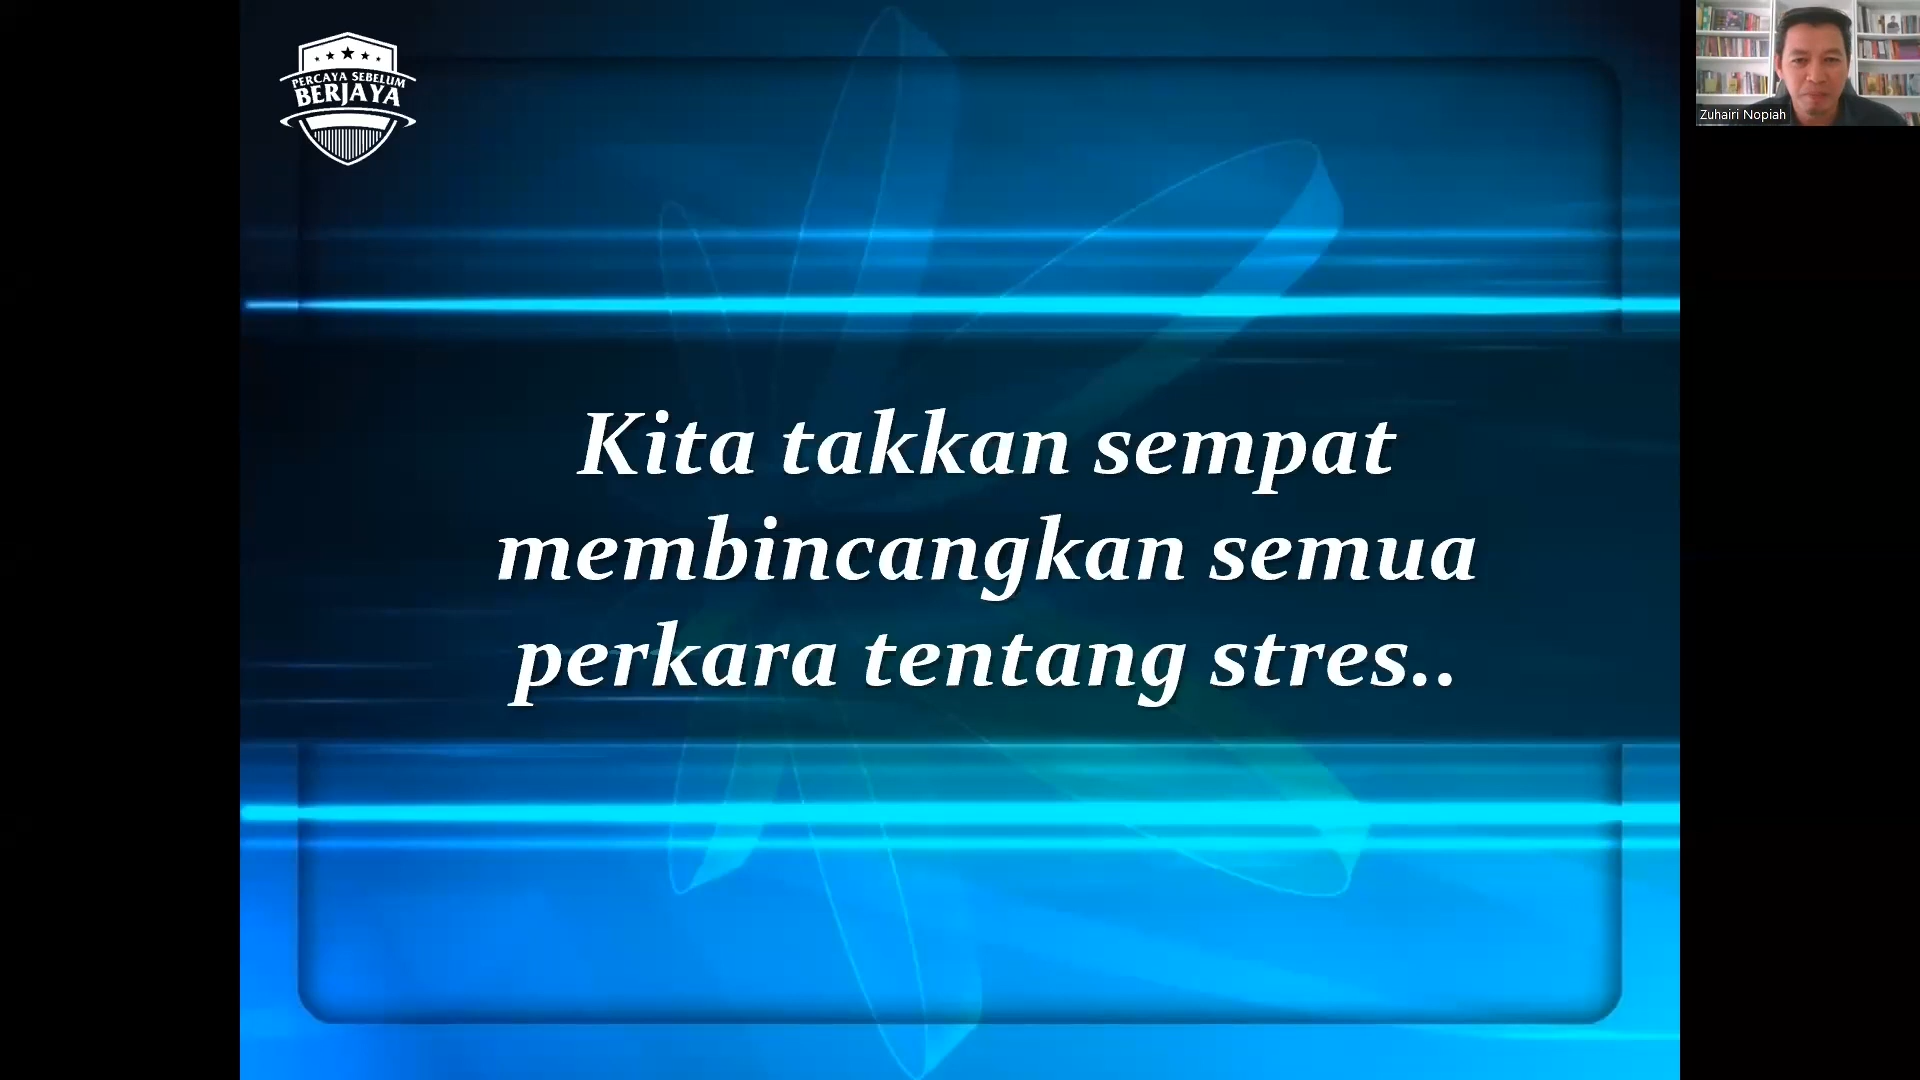 PERCAYA SEBELUM
BERJAYA
Zuhairi Nopiah
Kita takkan sempat
membincangkan semua
perkara tentang stres..